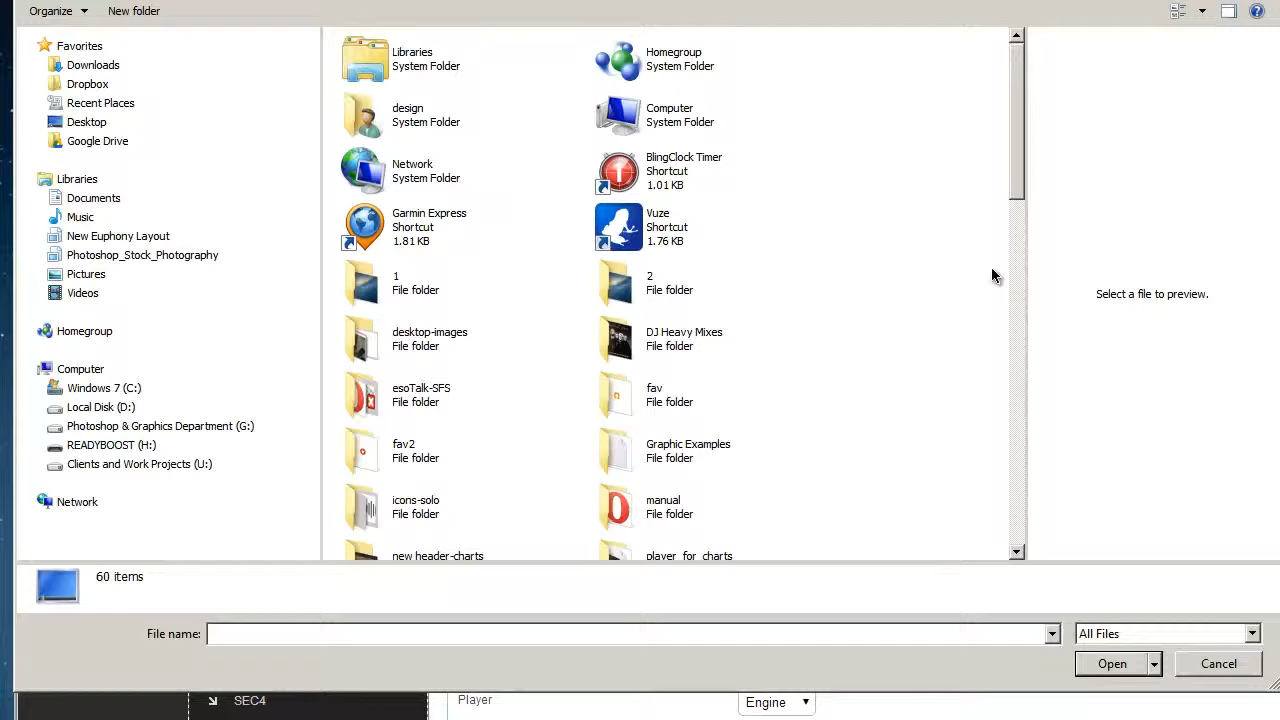 Organize New folder
Favorites
Downloads
Dropbox
Recent Places
Desktop
Google Drive
Libraries
Documents
Music
New Euphony Layout
Photoshop_Stock_Photography
Pictures
Videos
Homegroup
Computer
Windows 7 (C:)
Local Disk (D:)
Photoshop & Graphics Department (G:)
READYBOOST (H:)
Clients and Work Projects (U:)
Network
Libraries
System Folder
Homegroup
System Folder
design
System Folder
Computer
System Folder
Network
System Folder
BlingClock Timer
Shortcut
1.01 KB
Garmin Express
Shortcut
1.81 KB
Vuze
Shortcut
1.76 KB
1
File folder
2
File folder
desktop-images
File folder
DJ Heavy Mixes
File folder
esoTalk-SFS
File folder
fav
File folder
fav2
File folder
Graphic Examples
File folder
icons-solo
File folder
manual
File folder
new header-charts
player_for_charts
Select a file to preview.
60 items
File name:
All Files
Open
Cancel
SEC4
Player
Engine